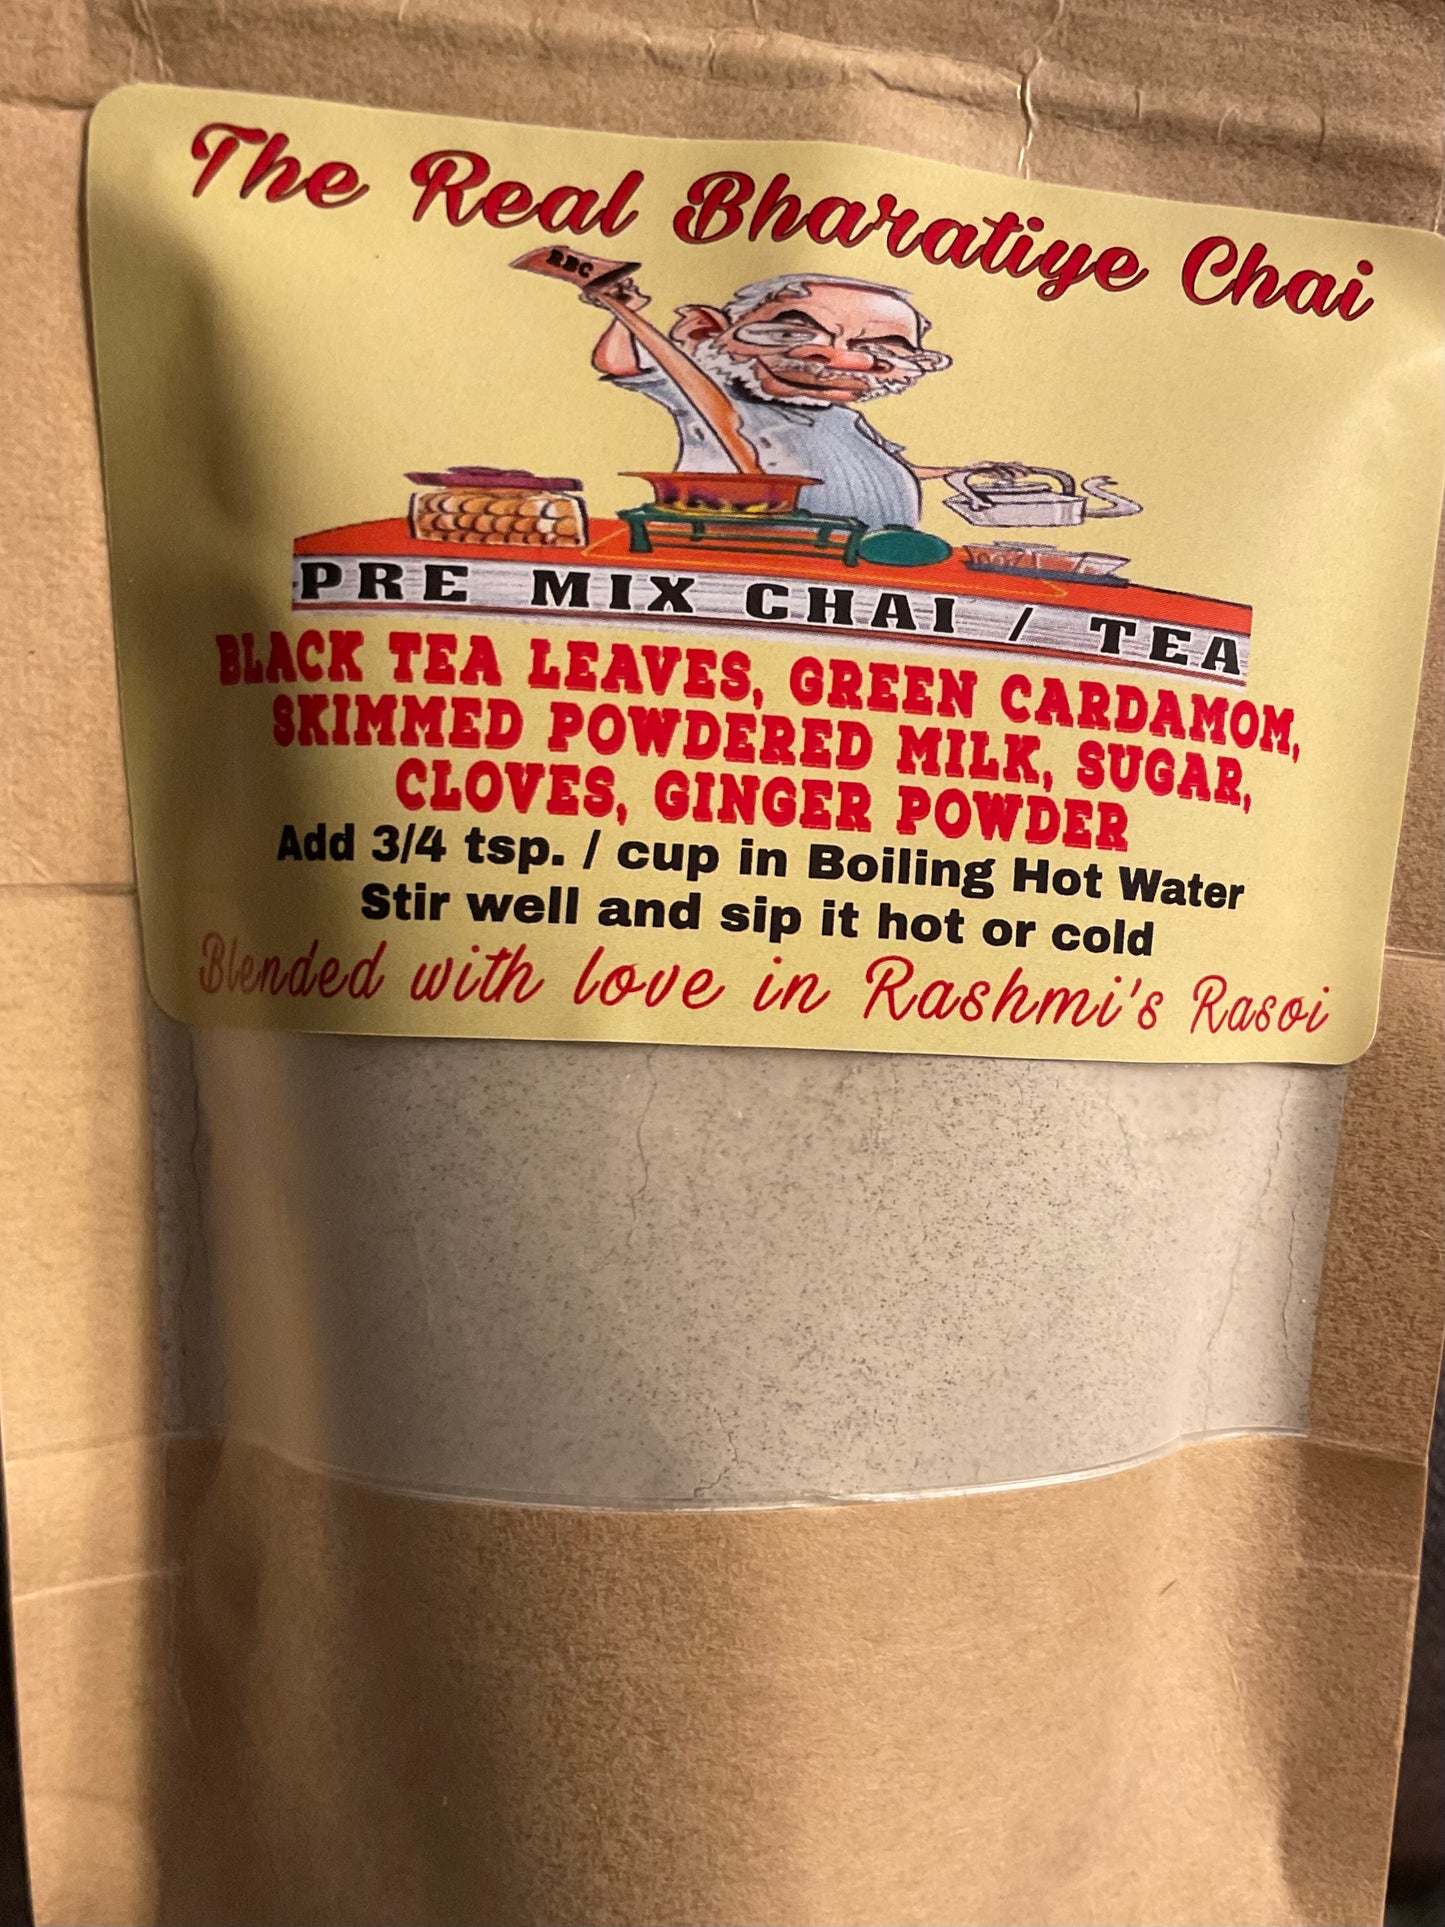 The Real Bharatiye Chai
RBC
PRE MIX CHAI / TEA
BLACK TEA LEAVES, GREEN CARDAMOM,
SKIMMED POWDERED MILK, SUGAR,
CLOVES, GINGER POWDER
Add 3/4 tsp. / cup in Boiling Hot Water
Stir well and sip it hot or cold
Blended with love in Rashmi's Rasoi